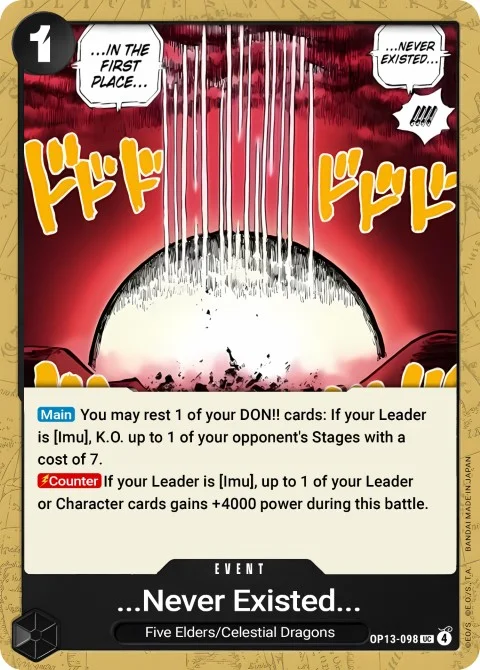 1
...IN THE
FIRST
PLACE...
...NEVER
EXISTED...
!!!!
ドドド
ドドド
Main You may rest 1 of your DON!! cards: If your Leader
is [Imu], K.O. up to 1 of your opponent's Stages with a
cost of 7.
Counter If your Leader is [Imu], up to 1 of your Leader
or Character cards gains +4000 power during this battle.
EVENT
...Never Existed...
Five Elders/Celestial Dragons
OP13-098 UC 4
BANDAI MADE IN JAPAN